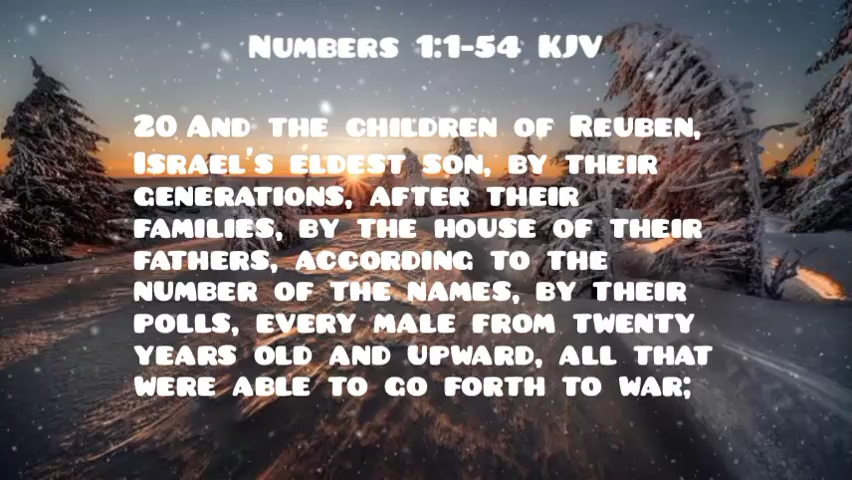 Numbers 1:1-54 KJV
20 And the children of Reuben,
Israel's eldest son, by their
generations, after their
families, by the house of their
fathers, according to the
number of the names, by their
polls, every male from twenty
years old and upward, all that
were able to go forth to war;